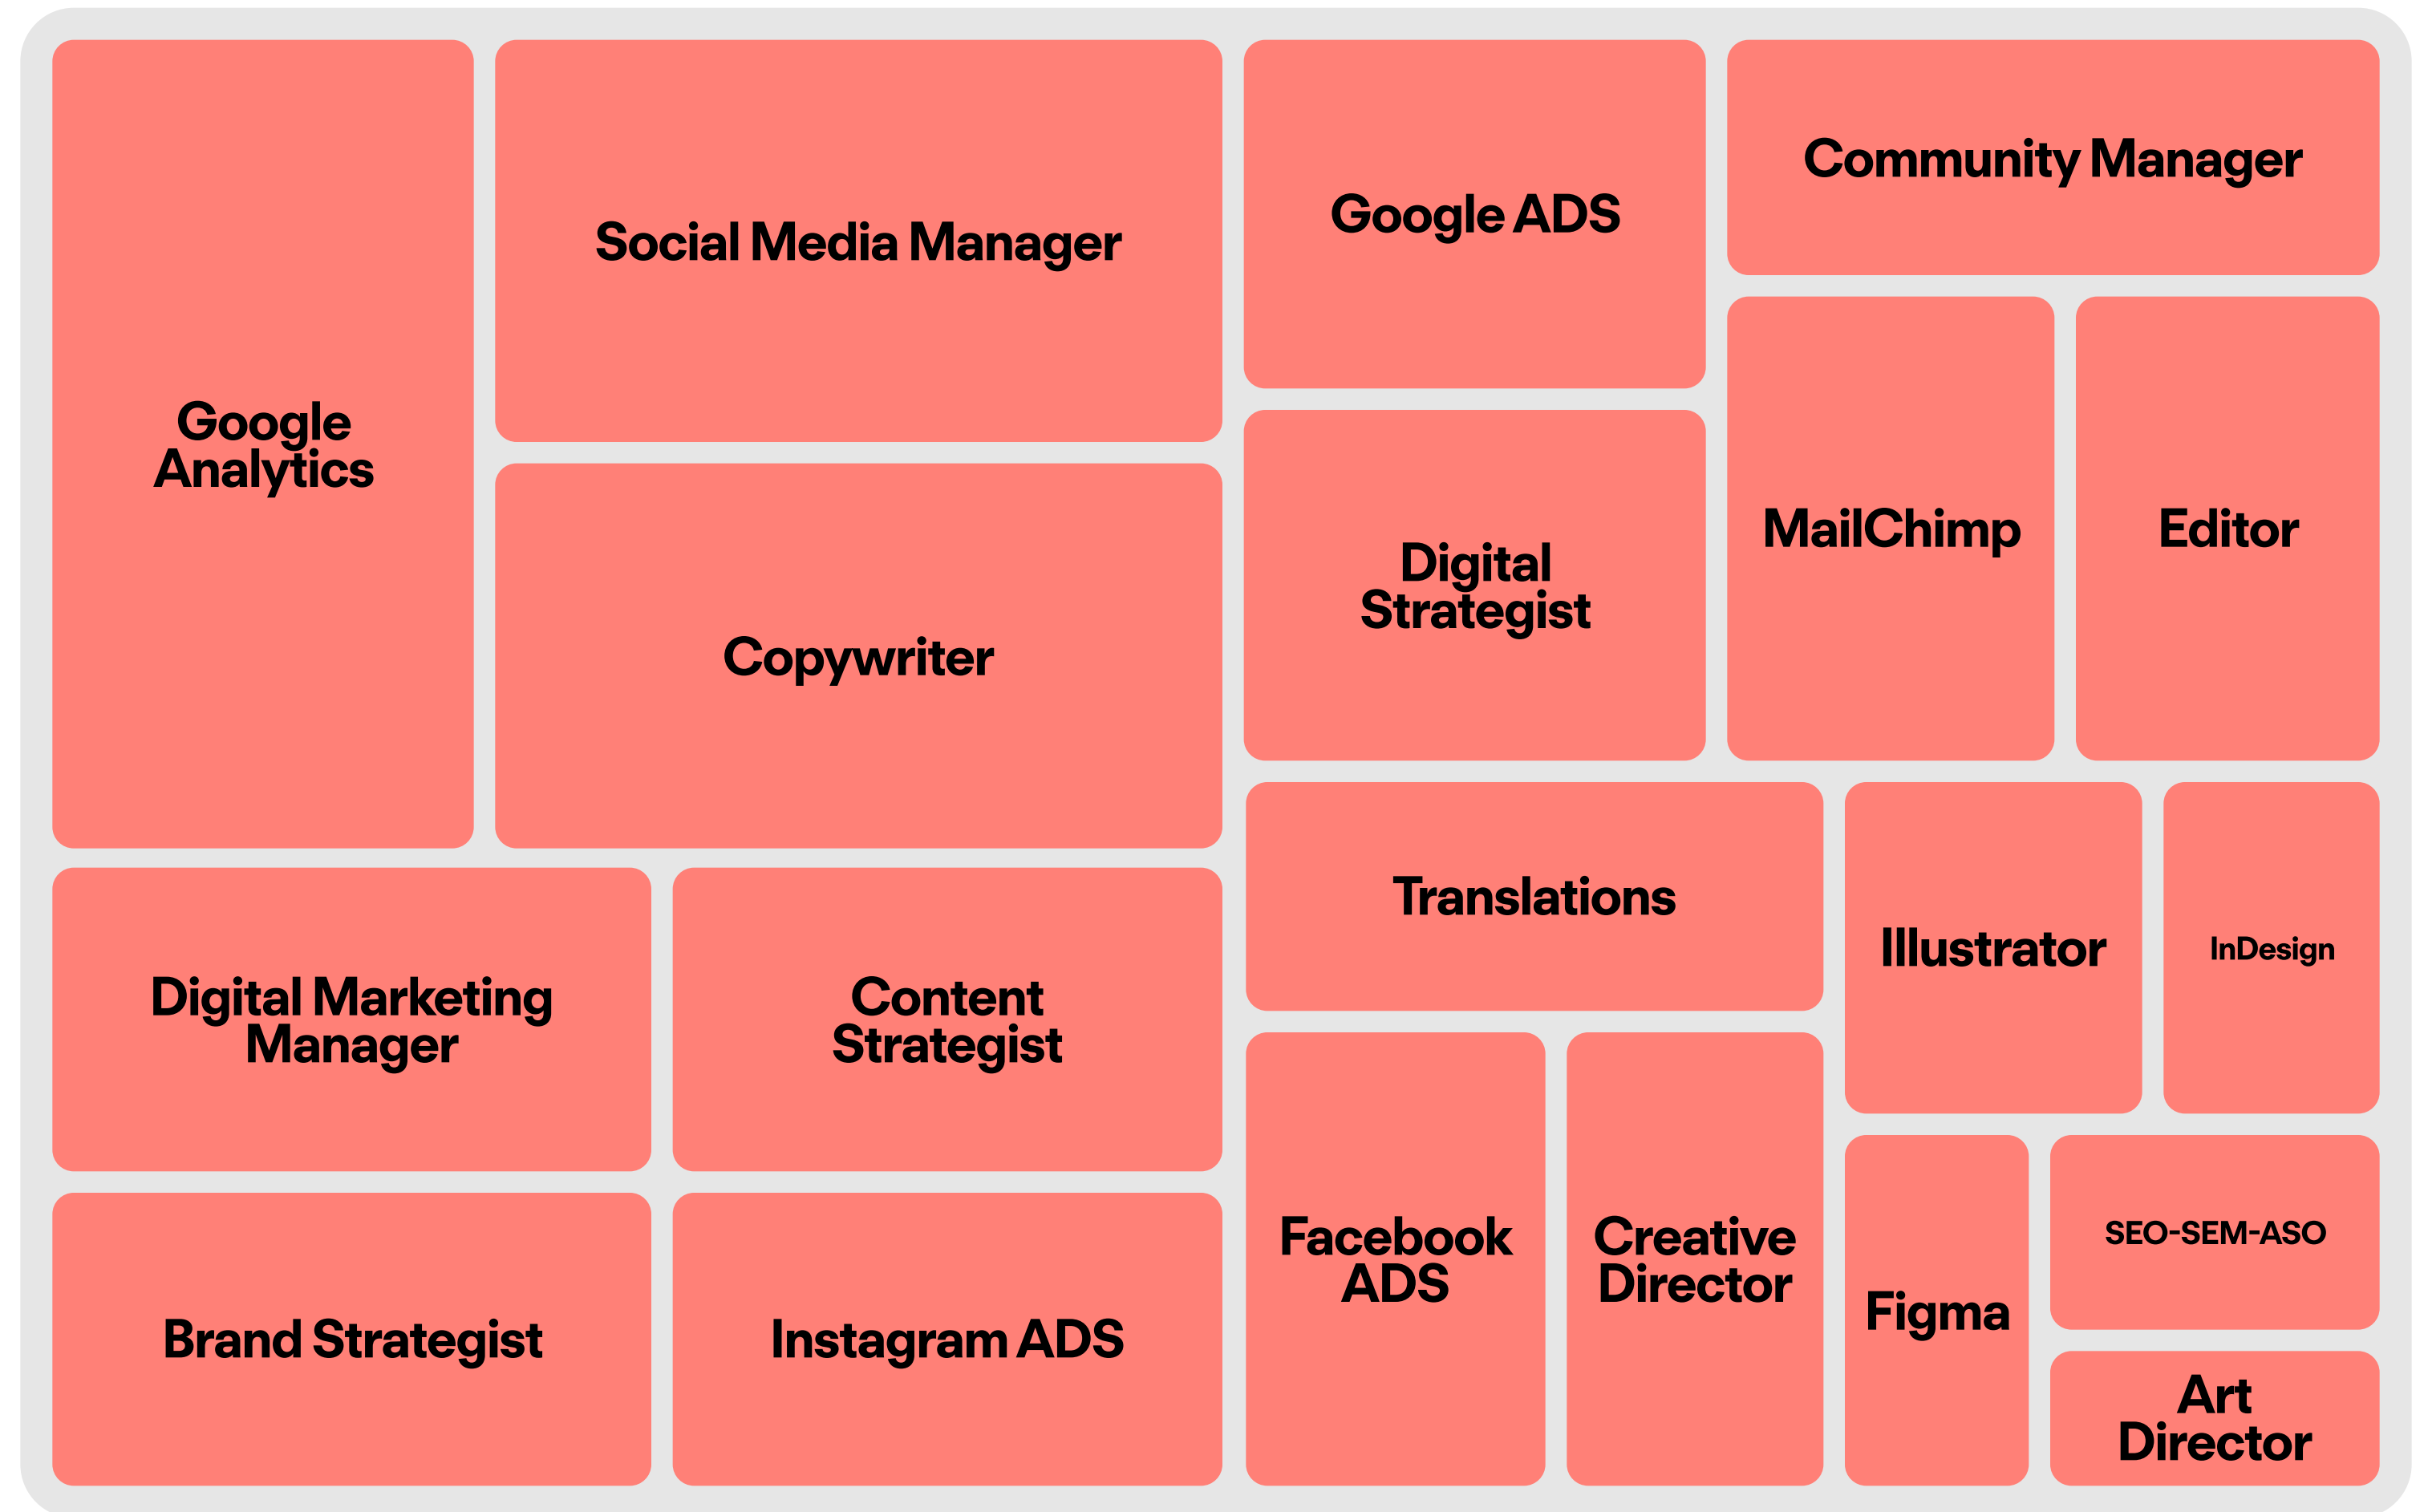 Google
Analytics
Social Media Manager
Copywriter
Digital Marketing
Manager
Content
Strategist
Brand Strategist
Instagram ADS
Google ADS
Community Manager
Digital
Strategist
MailChimp
Editor
Translations
Illustrator
InDesign
Facebook
ADS
Creative
Director
Figma
SEO-SEM-ASO
Art
Director